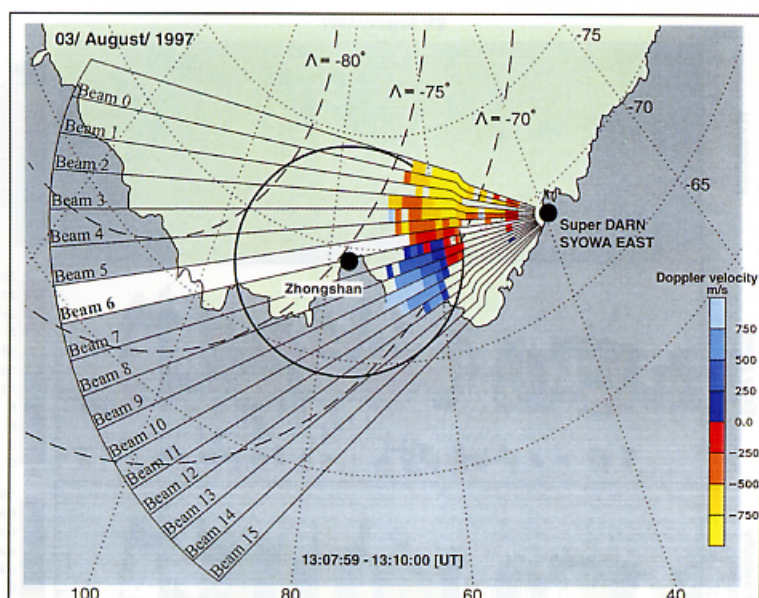 03/ August/ 1997
Λ = -80°
Λ = -75°
Λ = -70°
-75
-70
-65
Beam 0
Beam 1
Beam 2
Beam 3
Beam 4
Beam 5
Beam 6
Beam 7
Beam 8
Beam 9
Beam 10
Beam 11
Beam 12
Beam 13
Beam 14
Beam 15
Zhongshan
Super DARN
SYOWA EAST
Doppler velocity
m/s
750
500
250
0.0
-250
-500
-750
13:07:59 - 13:10:00 [UT]
100
80
60
40